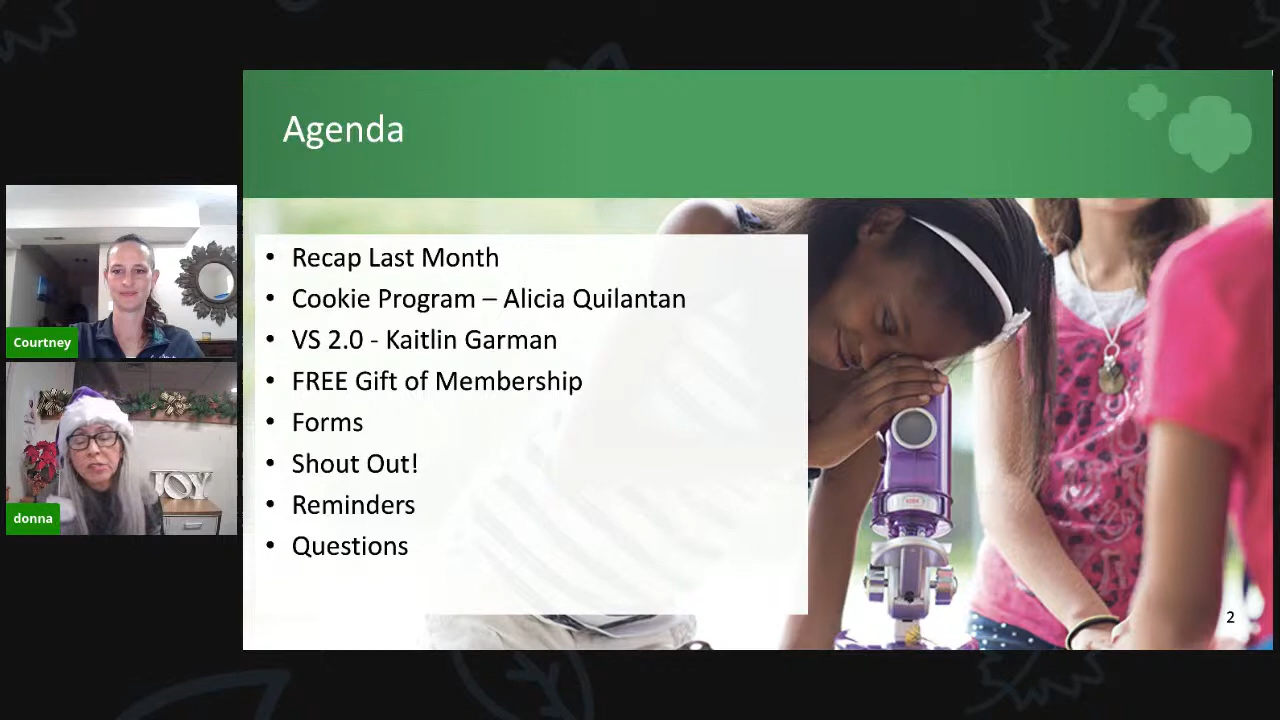 Agenda
• Recap Last Month
• Cookie Program – Alicia Quilantan
• VS 2.0 - Kaitlin Garman
• FREE Gift of Membership
• Forms
• Shout Out!
• Reminders
• Questions
2
Courtney
donna
JOY